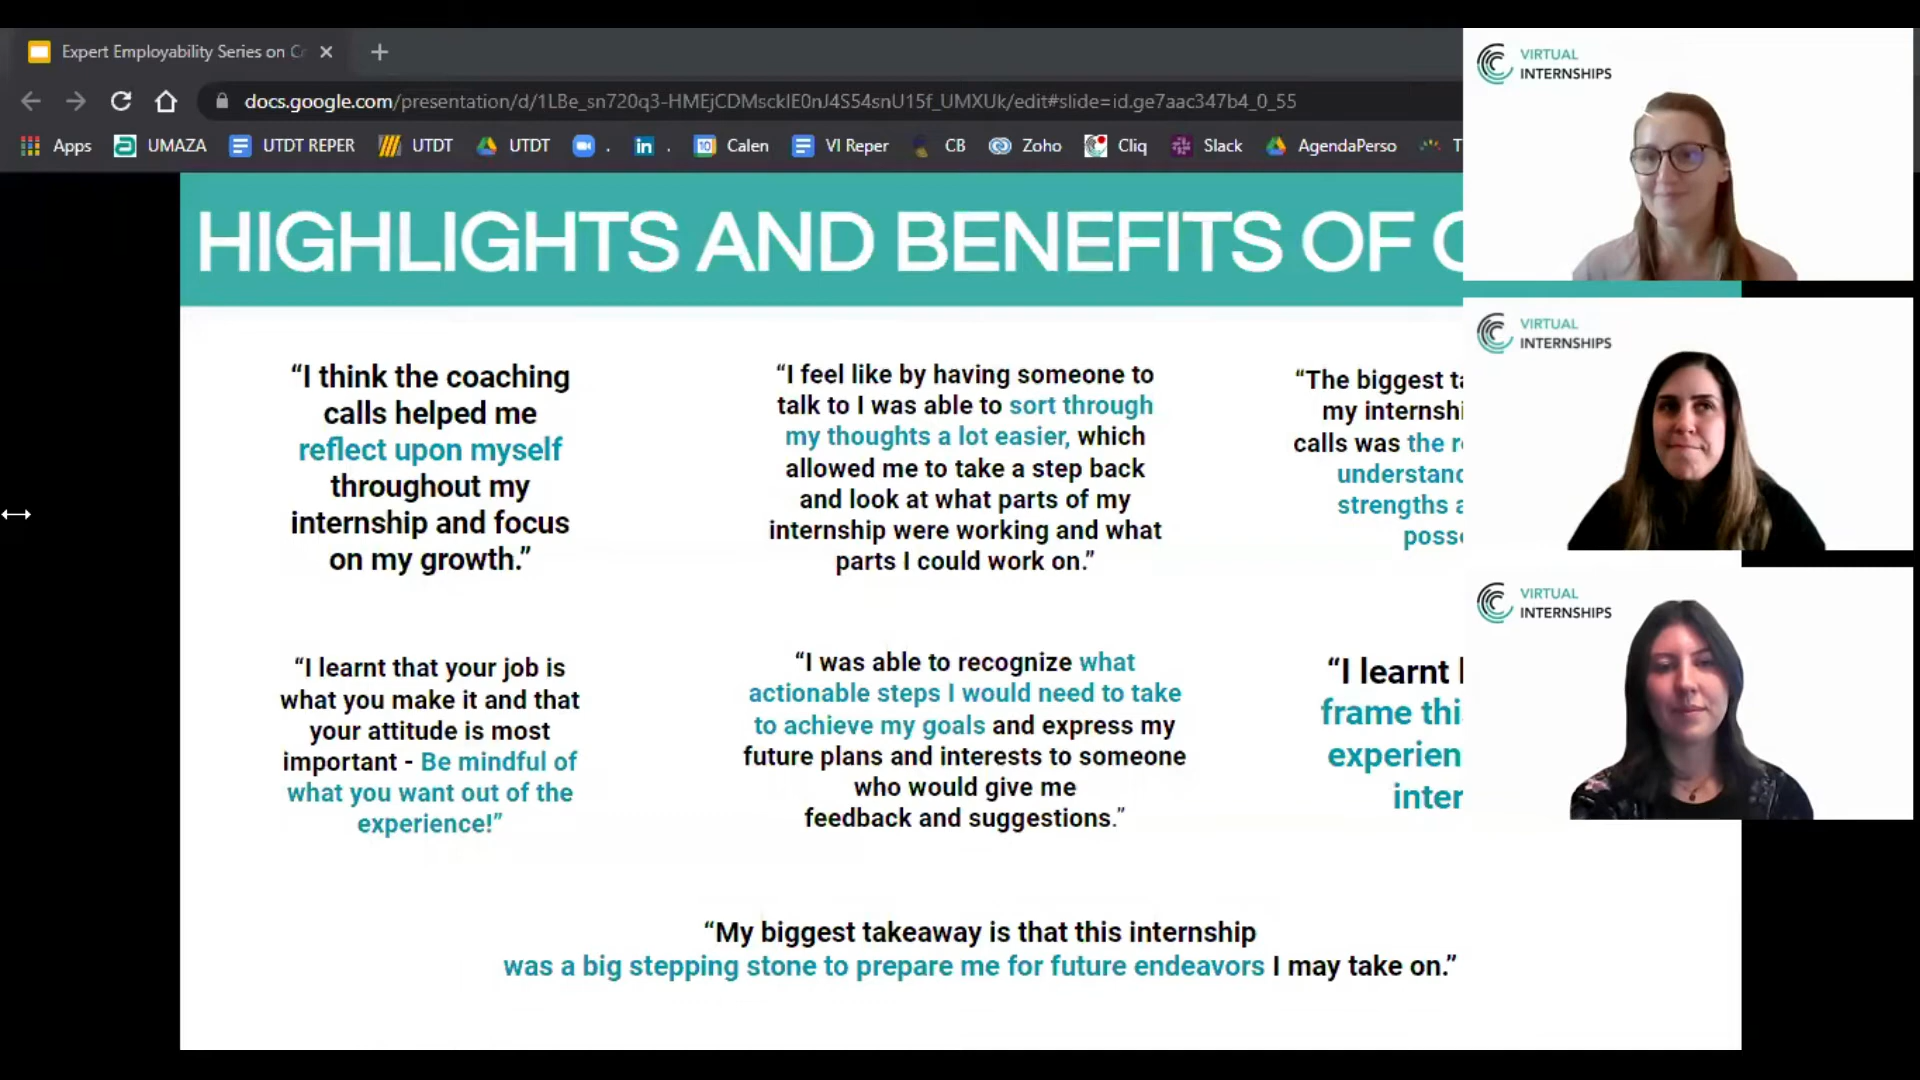 Expert Employability Series on C
docs.google.com/presentation/d/1LBe_sn720q3-HMEjCDMscklE0nJ4S54snU15f_UMXUk/edit#slide=id.ge7aac347b4_0_55
Apps UMAZA UTDT REPER UTDT UTDT . in . 10 Calen VI Reper CB Zoho Cliq Slack AgendaPerso T
HIGHLIGHTS AND BENEFITS OF C
“I think the coaching
calls helped me
reflect upon myself
throughout my
internship and focus
on my growth.”
“I feel like by having someone to
talk to I was able to sort through
my thoughts a lot easier, which
allowed me to take a step back
and look at what parts of my
internship were working and what
parts I could work on.”
“The biggest ta
my internshi
calls was the r
understand
strengths a
posse
“I learnt that your job is
what you make it and that
your attitude is most
important - Be mindful of
what you want out of the
experience!”
“I was able to recognize what
actionable steps I would need to take
to achieve my goals and express my
future plans and interests to someone
who would give me
feedback and suggestions.”
“I learnt
frame thi
experien
inter
“My biggest takeaway is that this internship
was a big stepping stone to prepare me for future endeavors I may take on.”
VIRTUAL
INTERNSHIPS
VIRTUAL
INTERNSHIPS
VIRTUAL
INTERNSHIPS